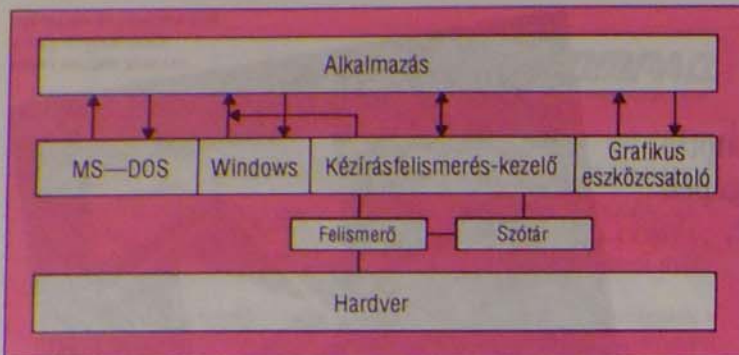 Alkalmazás
MS—DOS
Windows
Kézírásfelismerés-kezelő
Grafikus
eszközcsatoló
Felismerő
Szótár
Hardver